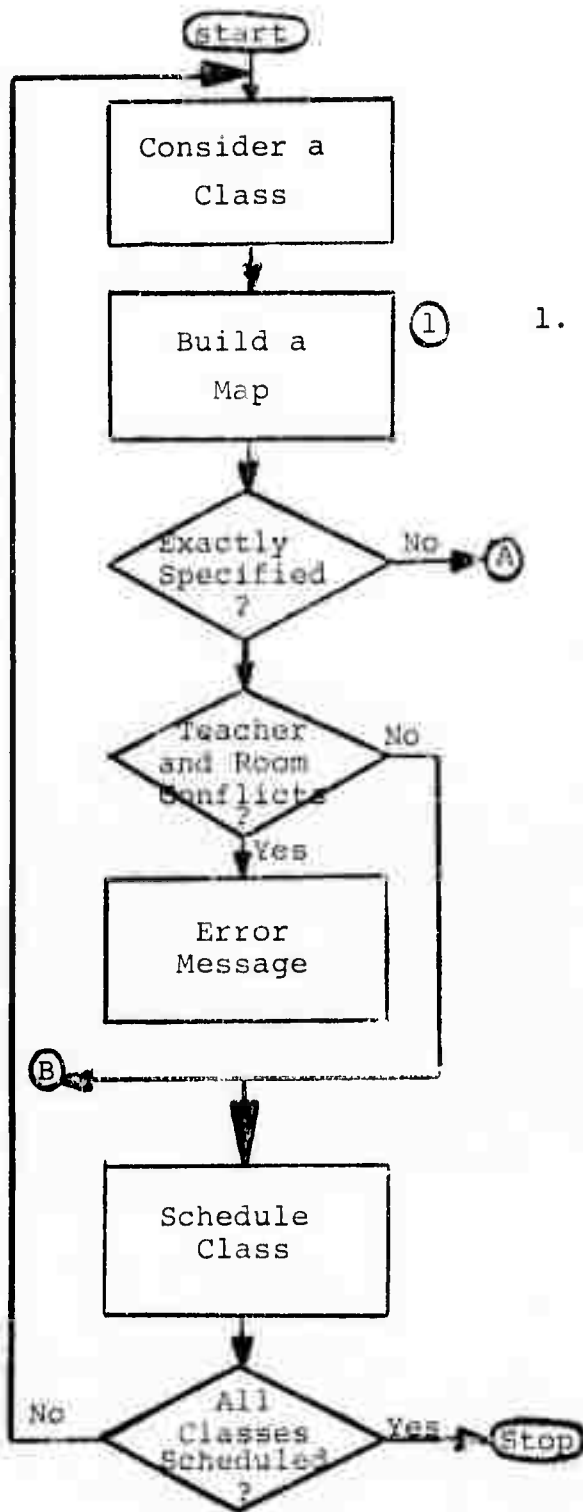 start
Consider a
Class
Build a
Map
1
1.
Exactly
Specified
?
No
A
Teacher
and Room
Conflicts
?
No
Yes
Error
Message
B
Schedule
Class
All
Classes
Scheduled
?
No
Yes
Stop